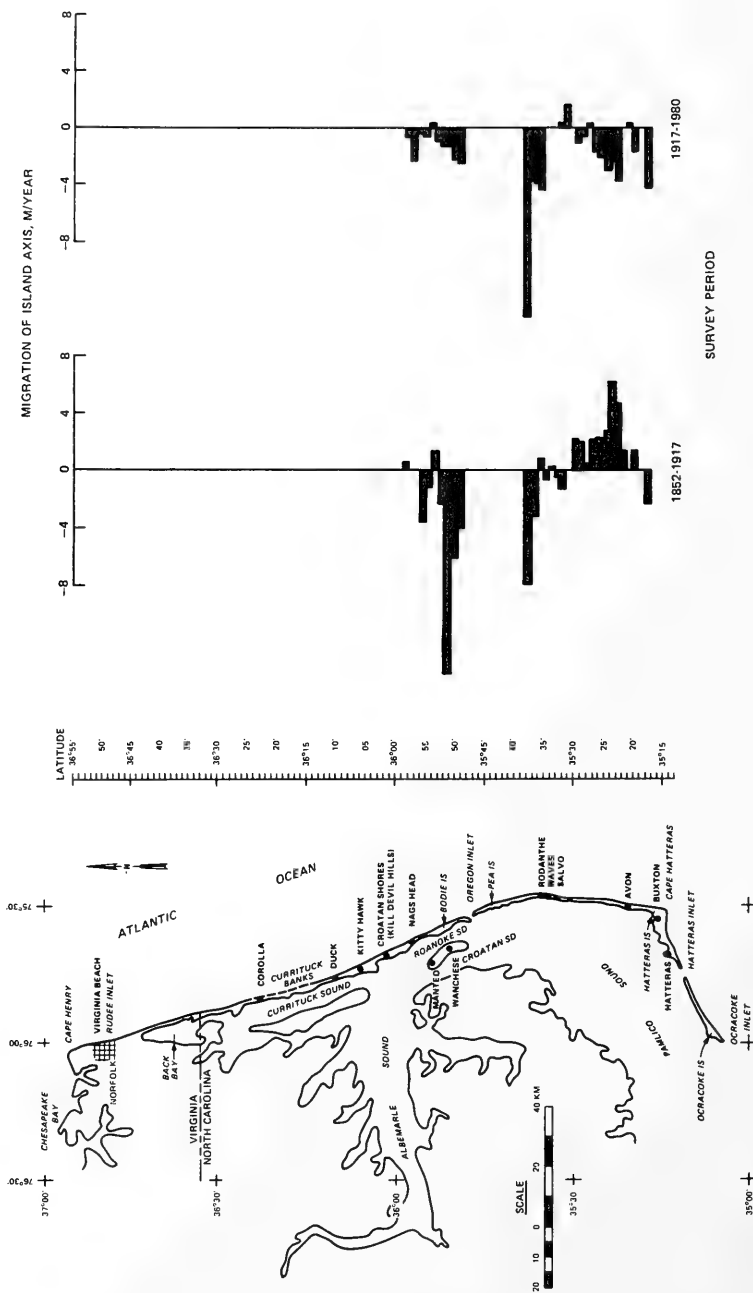 MIGRATION OF ISLAND AXIS, M/YEAR
-8 -4 0 4 8
-8 -4 0 4 8
1852-1917
1917-1980
SURVEY PERIOD
LATITUDE
36°55'
50'
36°45'
40
30'
25'
20'
36°15'
10'
05
36°00'
55
50'
35°45'
35'
35°30'
25'
20'
35°15'
76°30'
76°00'
75°30'
37°00'
36°30'
36°00'
35°30'
35°00'
N
ATLANTIC
OCEAN
CHESAPEAKE
BAY
CAPE HENRY
VIRGINIA BEACH
RUDEE INLET
NORFOLK
BACK
BAY
VIRGINIA
NORTH CAROLINA
COROLLA
CURRITUCK
BANKS
CURRITUCK SOUND
DUCK
KITTY HAWK
CROATAN SHORES
(KILL DEVIL HILLS)
NAGS HEAD
ALBEMARLE
SOUND
BODIE IS
ROANOKE SD
MANTEO
WANCHESE
CROATAN SD
OREGON INLET
PEA IS
RODANTHE
WAVES
SALVO
AVON
BUXTON
CAPE HATTERAS
HATTERAS IS
HATTERAS
HATTERAS INLET
PAMLICO
SOUND
OCRACOKE IS
OCRACOKE
INLET
SCALE
20 10 0 20 40 KM